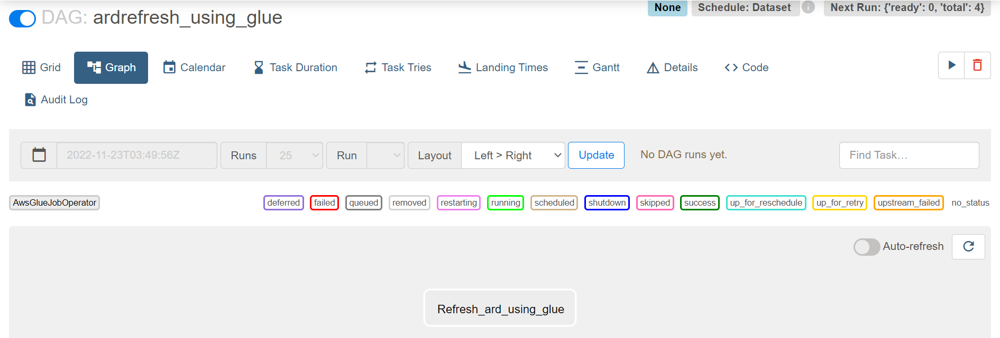 DAG: ardrefresh_using_glue
None Schedule: Dataset i Next Run: {'ready': 0, 'total': 4}
Grid Graph Calendar Task Duration Task Tries Landing Times Gantt Details <> Code
Audit Log
2022-11-23T03:49:56Z Runs 25 Run Layout Left > Right Update No DAG runs yet. Find Task…
AwsGlueJobOperator deferred failed queued removed restarting running scheduled shutdown skipped success up_for_reschedule up_for_retry upstream_failed no_status
Auto-refresh
Refresh_ard_using_glue